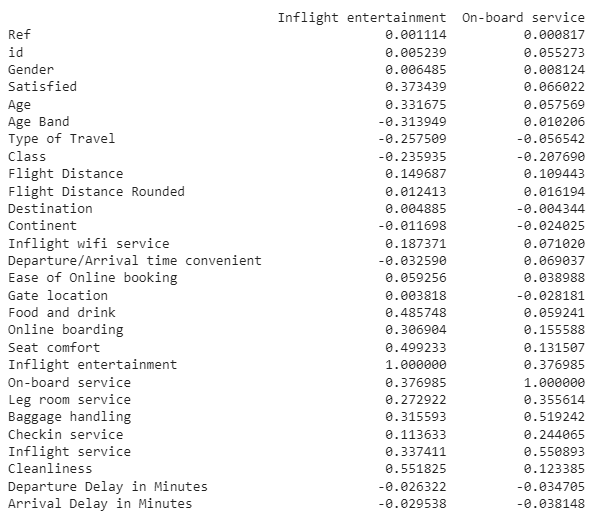 Inflight entertainment  On-board service
Ref  0.001114  0.000817
id  0.005239  0.055273
Gender  0.006485  0.008124
Satisfied  0.373439  0.066022
Age  0.331675  0.057569
Age Band  -0.313949  0.010206
Type of Travel  -0.257509  -0.056542
Class  -0.235935  -0.207690
Flight Distance  0.149687  0.109443
Flight Distance Rounded  0.012413  0.016194
Destination  0.004885  -0.004344
Continent  -0.011698  -0.024025
Inflight wifi service  0.187371  0.071020
Departure/Arrival time convenient  -0.032590  0.069037
Ease of Online booking  0.059256  0.038988
Gate location  0.003818  -0.028181
Food and drink  0.485748  0.059241
Online boarding  0.306904  0.155588
Seat comfort  0.499233  0.131507
Inflight entertainment  1.000000  0.376985
On-board service  0.376985  1.000000
Leg room service  0.272922  0.355614
Baggage handling  0.315593  0.519242
Checkin service  0.113633  0.244065
Inflight service  0.337411  0.550893
Cleanliness  0.551825  0.123385
Departure Delay in Minutes  -0.026322  -0.034705
Arrival Delay in Minutes  -0.029538  -0.038148